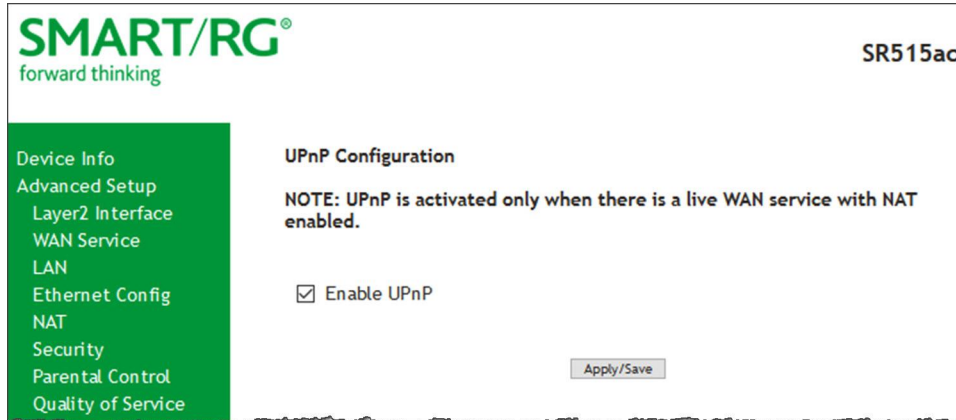 SMART/RG®
forward thinking
SR515ac
Device Info
Advanced Setup
Layer2 Interface
WAN Service
LAN
Ethernet Config
NAT
Security
Parental Control
Quality of Service
UPnP Configuration
NOTE: UPnP is activated only when there is a live WAN service with NAT
enabled.
Enable UPnP
Apply/Save